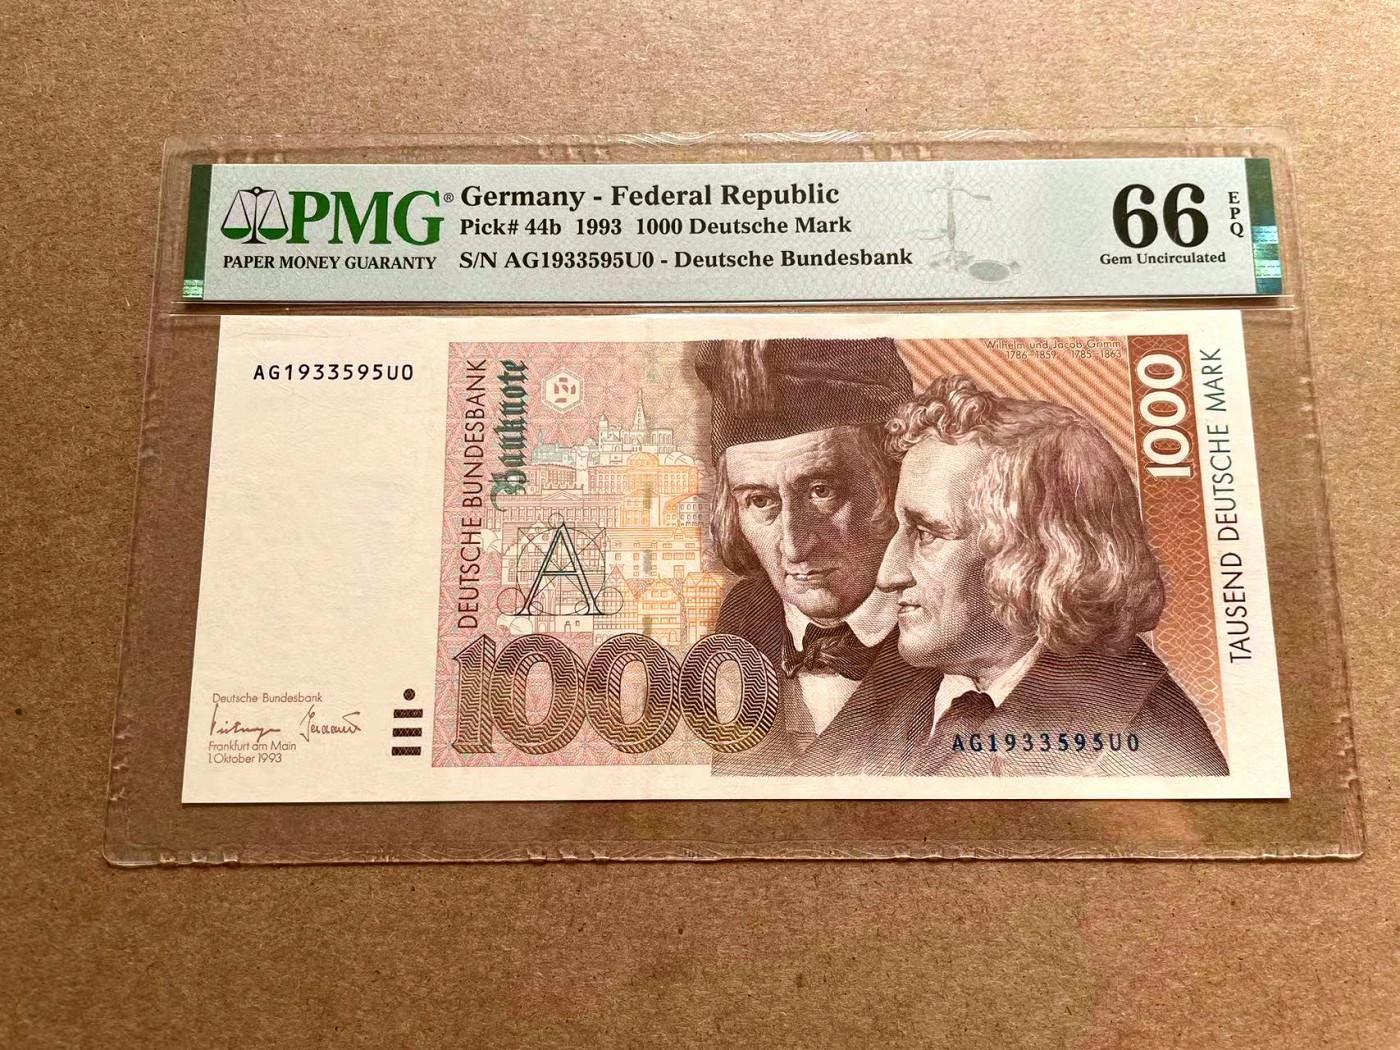 PMG®
PAPER MONEY GUARANTY
Germany - Federal Republic
Pick# 44b 1993 1000 Deutsche Mark
S/N AG1933595U0 - Deutsche Bundesbank
66
EPQ
Gem Uncirculated
AG1933595U0
DEUTSCHE BUNDESBANK
Banknote
A
1000
Wilhelm und Jacob Grimm
1786–1859, 1785–1863
1000
TAUSEND DEUTSCHE MARK
Deutsche Bundesbank
Frankfurt am Main
1.Oktober 1993
AG1933595U0